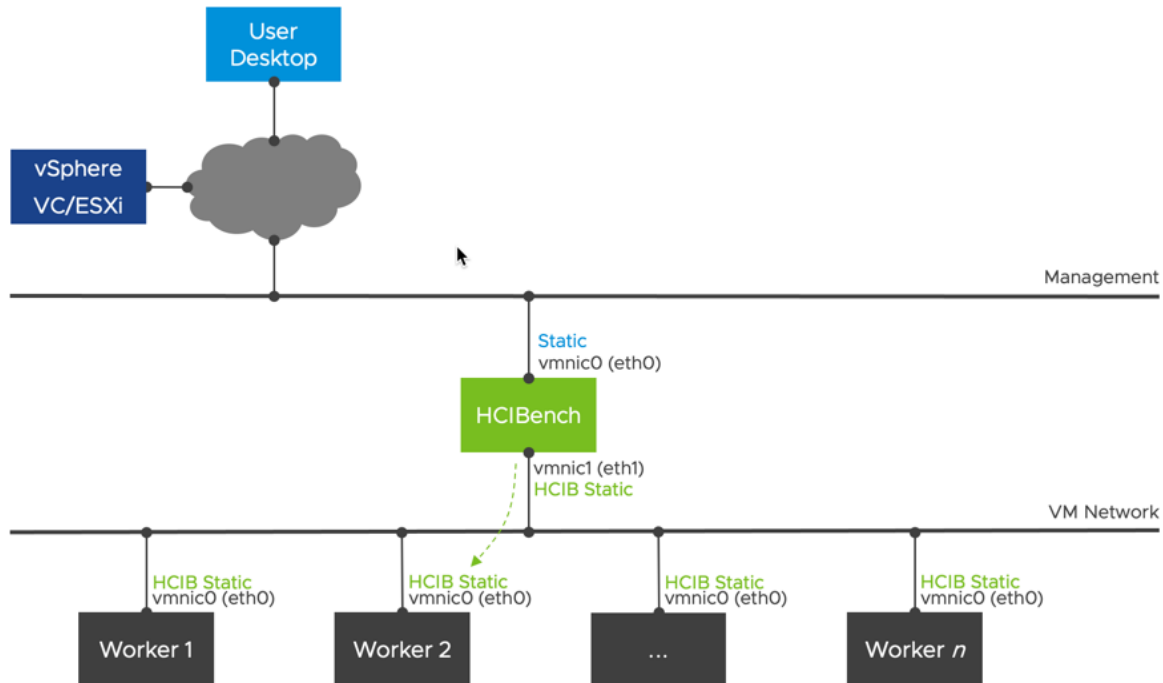 User
Desktop
vSphere
VC/ESXi
Management
Static
vmnic0 (eth0)
HCIBench
vmnic1 (eth1)
HCIB Static
VM Network
HCIB Static
vmnic0 (eth0)
HCIB Static
vmnic0 (eth0)
HCIB Static
vmnic0 (eth0)
HCIB Static
vmnic0 (eth0)
Worker 1
Worker 2
...
Worker n